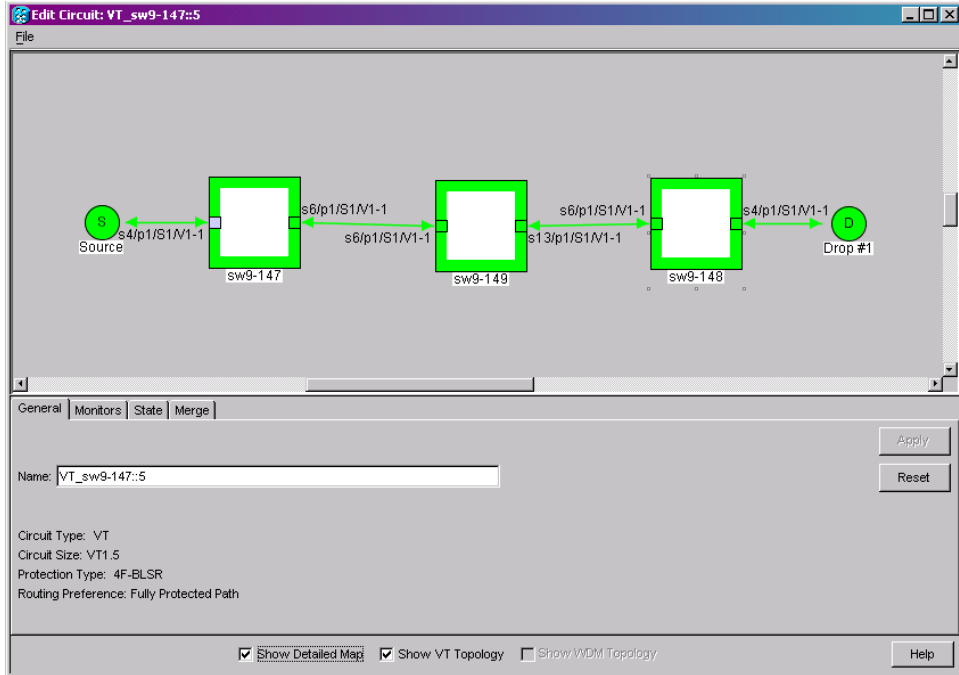 Edit Circuit: VT_sw9-147::5
File
s6/p1/S1/V1-1
s6/p1/S1/V1-1
s4/p1/S1/V1-1
S
D
s4/p1/S1/V1-1
s6/p1/S1/V1-1
s13/p1/S1/V1-1
Source
Drop #1
sw9-147
sw9-149
sw9-148
General Monitors State Merge
Apply
Name: VT_sw9-147::5
Reset
Circuit Type: VT
Circuit Size: VT1.5
Protection Type: 4F-BLSR
Routing Preference: Fully Protected Path
Show Detailed Map Show VT Topology Show WDM Topology Help